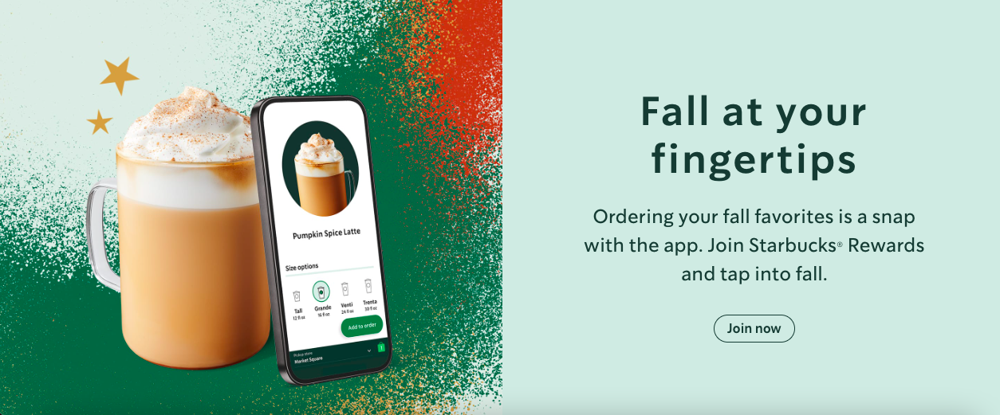 Pumpkin Spice Latte
Size options
Tall
12 fl oz
Grande
16 fl oz
Venti
24 fl oz
Trenta
30 fl oz
Add to order
Pickup store
Market Square
1
Fall at your
fingertips
Ordering your fall favorites is a snap
with the app. Join Starbucks® Rewards
and tap into fall.
Join now